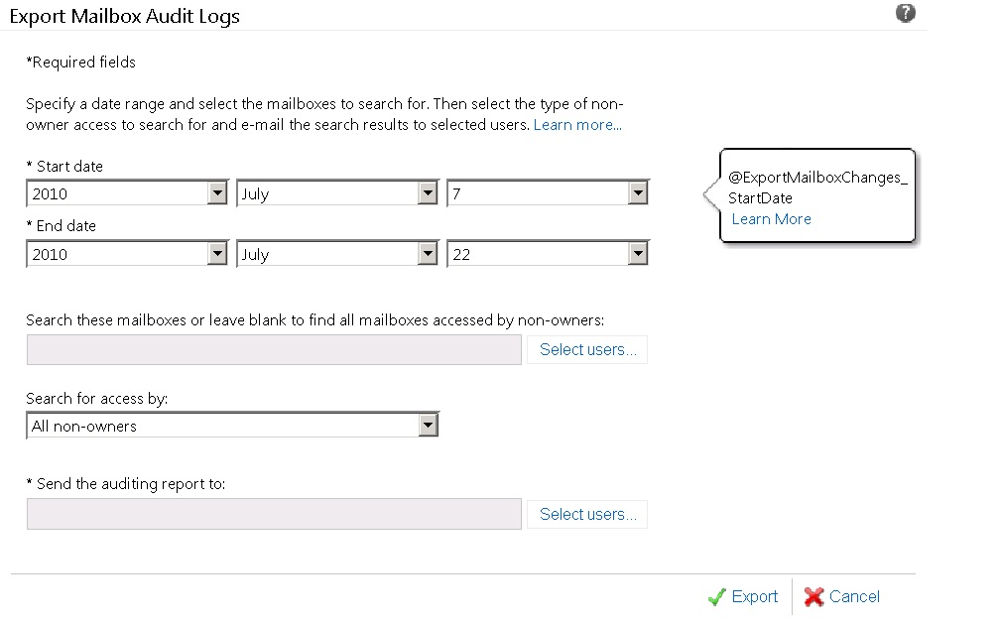 Export Mailbox Audit Logs
*Required fields
Specify a date range and select the mailboxes to search for. Then select the type of non-
owner access to search for and e-mail the search results to selected users. Learn more...
* Start date
2010 July 7
@ExportMailboxChanges_
StartDate
Learn More
* End date
2010 July 22
Search these mailboxes or leave blank to find all mailboxes accessed by non-owners:
Select users...
Search for access by:
All non-owners
* Send the auditing report to:
Select users...
Export Cancel